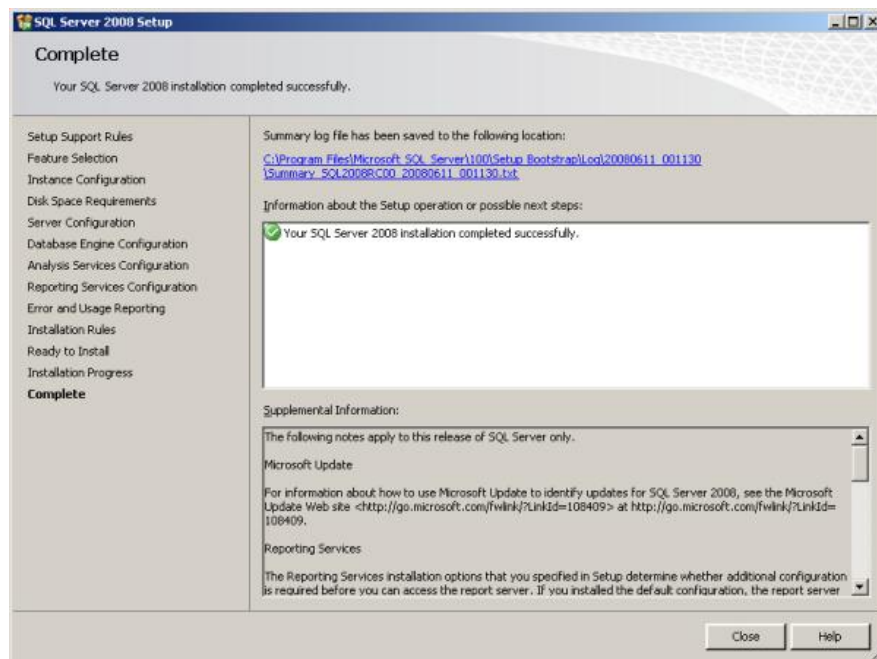 SQL Server 2008 Setup
Complete
Your SQL Server 2008 installation completed successfully.
Setup Support Rules
Feature Selection
Instance Configuration
Disk Space Requirements
Server Configuration
Database Engine Configuration
Analysis Services Configuration
Reporting Services Configuration
Error and Usage Reporting
Installation Rules
Ready to Install
Installation Progress
Complete
Summary log file has been saved to the following location:
C:\Program Files\Microsoft SQL Server\100\Setup Bootstrap\Log\20080611_001130
\Summary_SQL2008RC00_20080611_001130.txt
Information about the Setup operation or possible next steps:
Your SQL Server 2008 installation completed successfully.
Supplemental Information:
The following notes apply to this release of SQL Server only.
Microsoft Update
For information about how to use Microsoft Update to identify updates for SQL Server 2008, see the Microsoft
Update Web site <http://go.microsoft.com/fwlink/?LinkId=108409> at http://go.microsoft.com/fwlink/?LinkId=
108409.
Reporting Services
The Reporting Services installation options that you specified in Setup determine whether additional configuration
is required before you can access the report server. If you installed the default configuration, the report server
Close
Help